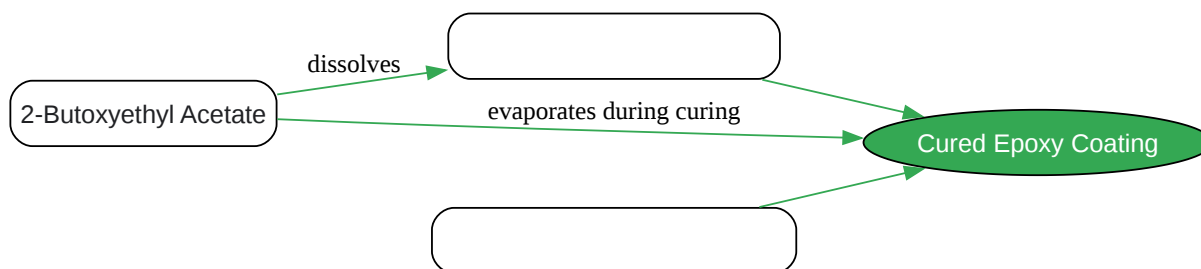 dissolves
2-Butoxyethyl Acetate
evaporates during curing
Cured Epoxy Coating